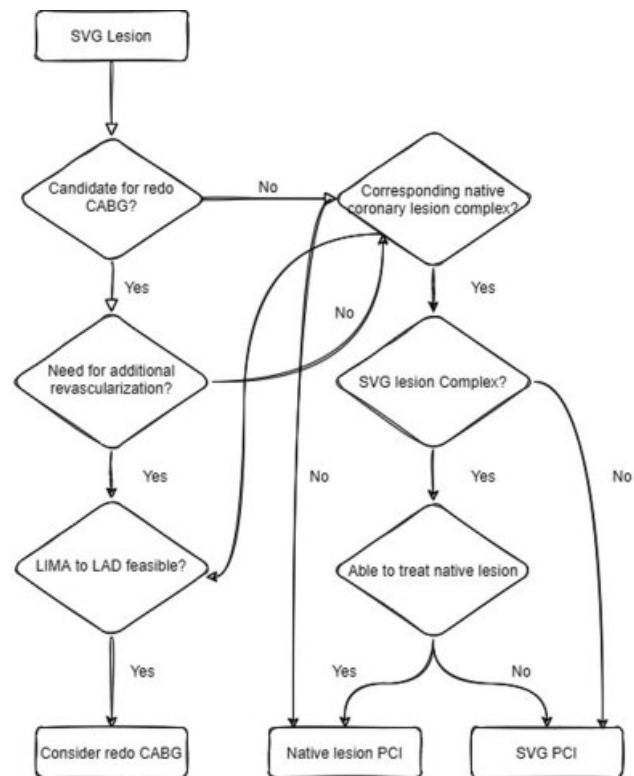 SVG Lesion
Candidate for redo
CABG?
No
Corresponding native
coronary lesion complex?
Yes
Yes
No
Need for additional
revascularization?
SVG lesion Complex?
Yes
No
Yes
No
LIMA to LAD feasible?
Able to treat native lesion
Yes
Yes
No
Consider redo CABG
Native lesion PCI
SVG PCI